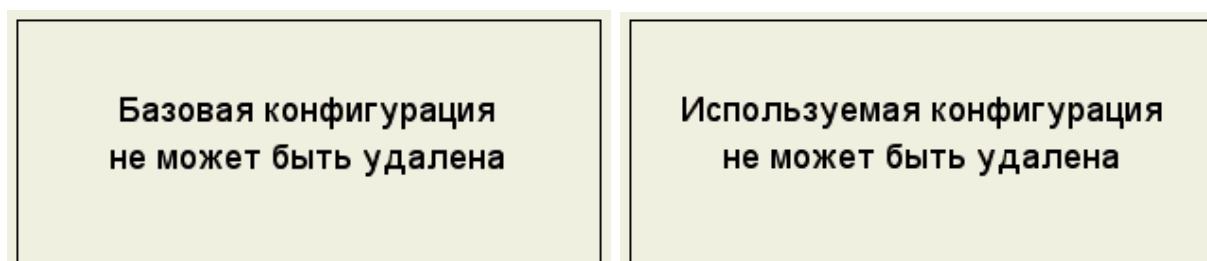 Базовая конфигурация
не может быть удалена
Используемая конфигурация
не может быть удалена